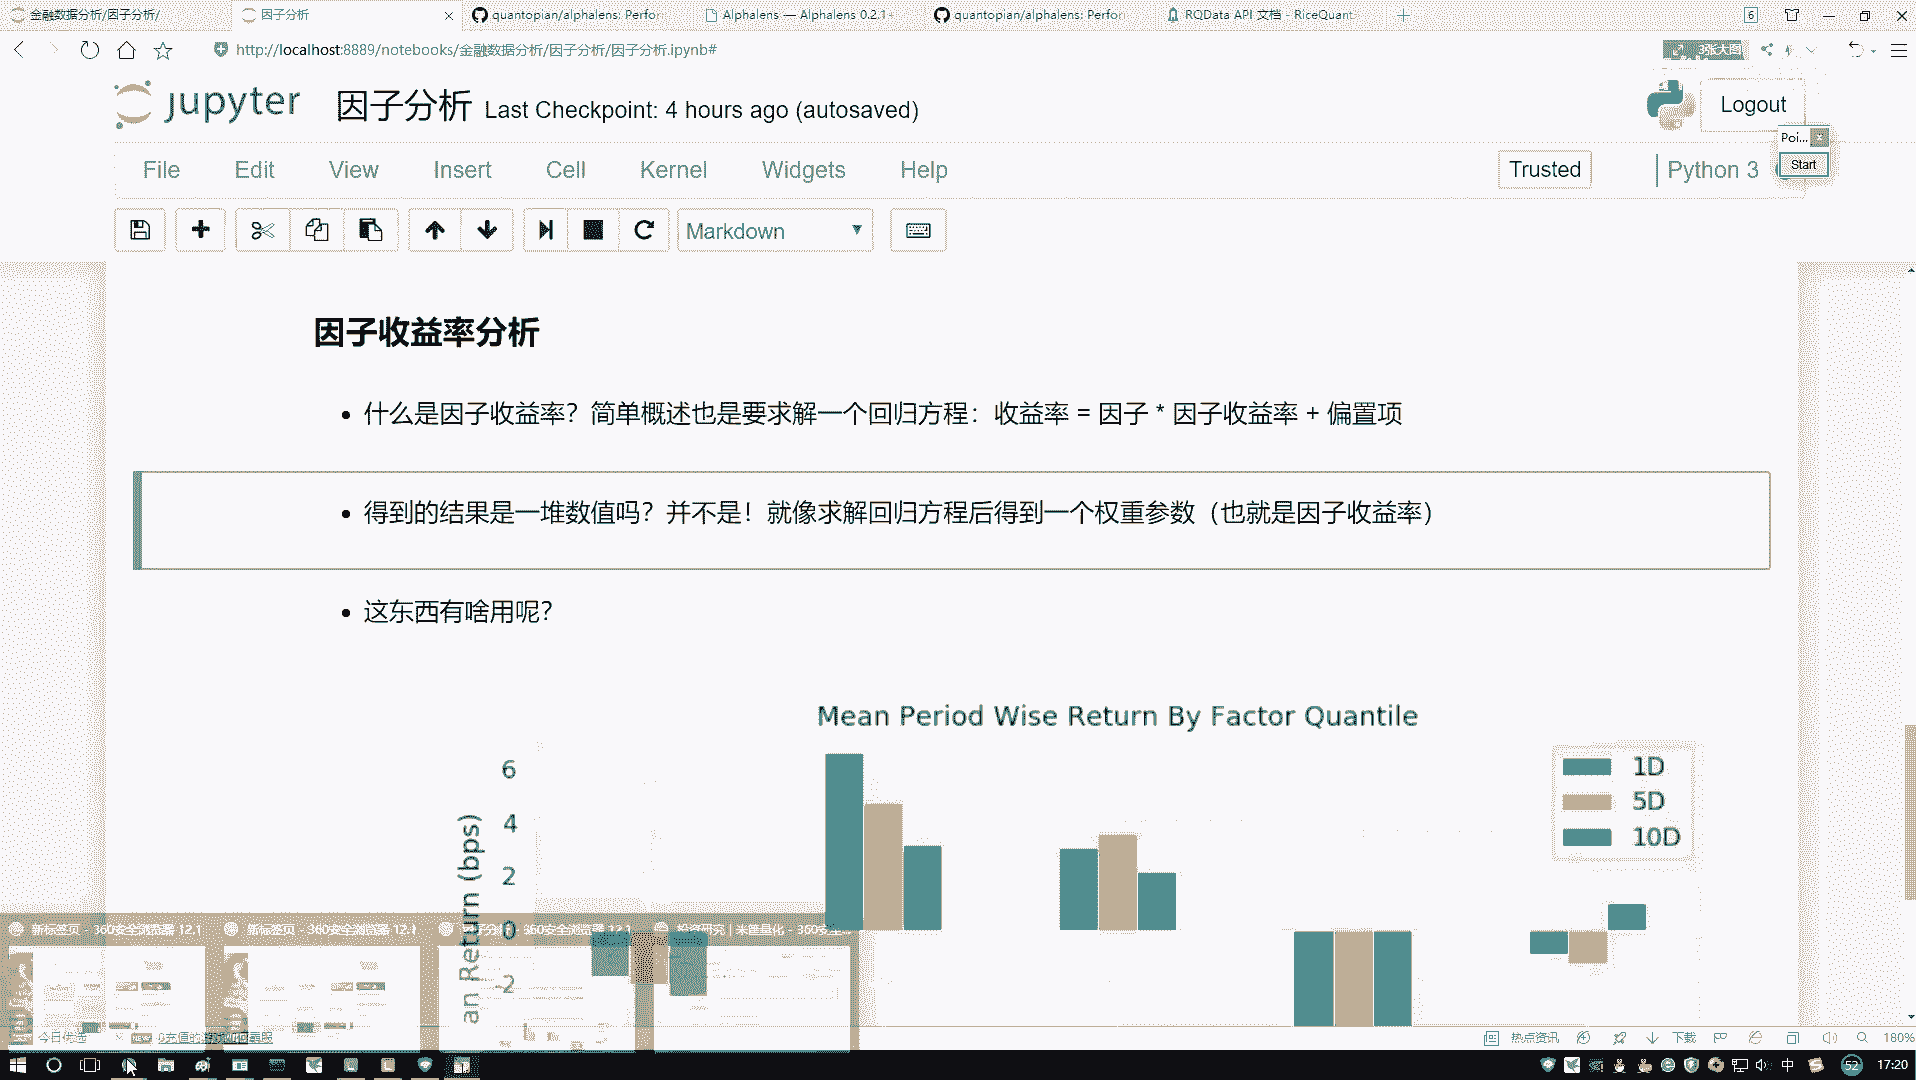 金融数据分析/因子分析/
因子分析
quantopian/alphalens: Perfor
Alphalens — Alphalens 0.2.1+
quantopian/alphalens: Perfor
RQData API 文档 - RiceQuant
6
http://localhost:8889/notebooks/金融数据分析/因子分析/因子分析.ipynb#
3张大图
jupyter
因子分析 Last Checkpoint: 4 hours ago (autosaved)
Logout
Poi...
Start
File Edit View Insert Cell Kernel Widgets Help
Trusted
Python 3
Markdown
因子收益率分析
什么是因子收益率？简单概述也是要求解一个回归方程：收益率 = 因子 * 因子收益率 + 偏置项
得到的结果是一堆数值吗？并不是！就像求解回归方程后得到一个权重参数（也就是因子收益率）
这东西有啥用呢？
Mean Period Wise Return By Factor Quantile
1D
5D
10D
6
4
2
0
-2
an Return (bps)
新标签页 - 360安全浏览器 12.1
新标签页 - 360安全浏览器 12.1
因子分析 - 360安全浏览器 12.1
投资研究 | 米筐量化 - 360安全...
今日优选
热点资讯
下载
180%
中
52
17:20